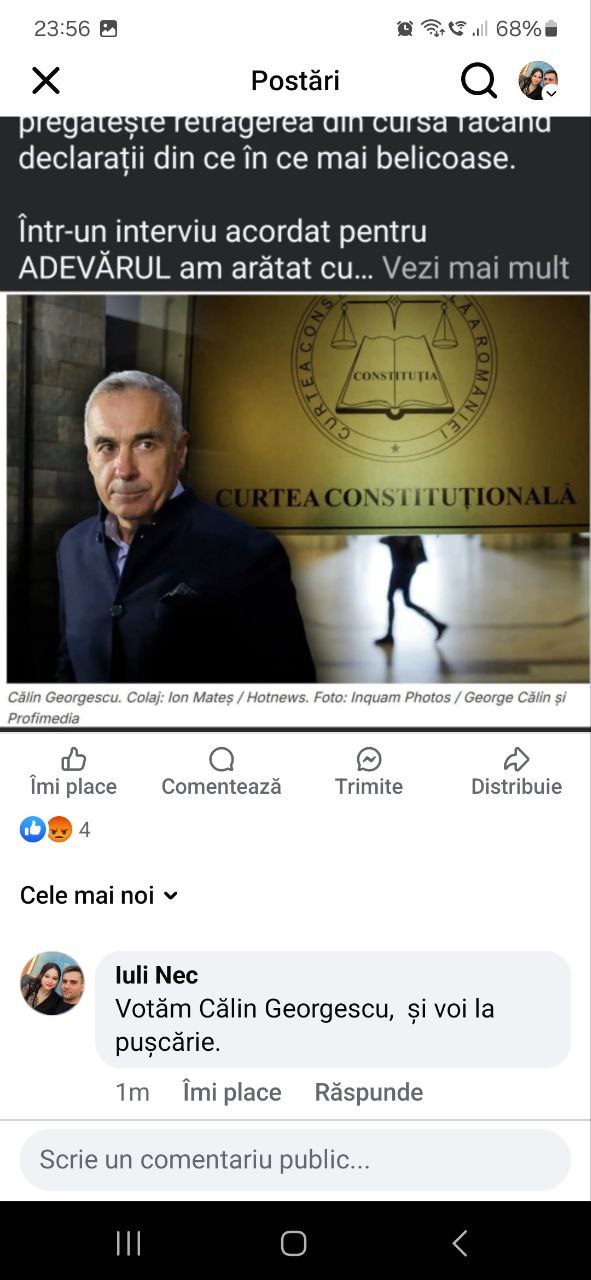 23:56
68%
Postări
pregătește retragerea din cursă făcând
declarații din ce în ce mai belicoase.
Într-un interviu acordat pentru
ADEVĂRUL am arătat cu... Vezi mai mult
CURTEA CONSTITUȚIONALĂ A ROMÂNIEI
CONSTITUȚIA
CURTEA CONSTITUȚIONALĂ
Călin Georgescu. Colaj: Ion Mateș / Hotnews. Foto: Inquam Photos / George Călin și
Profimedia
Îmi place Comentează Trimite Distribuie
4
Cele mai noi
Iuli Nec
Votăm Călin Georgescu, și voi la
pușcărie.
1m Îmi place Răspunde
Scrie un comentariu public...